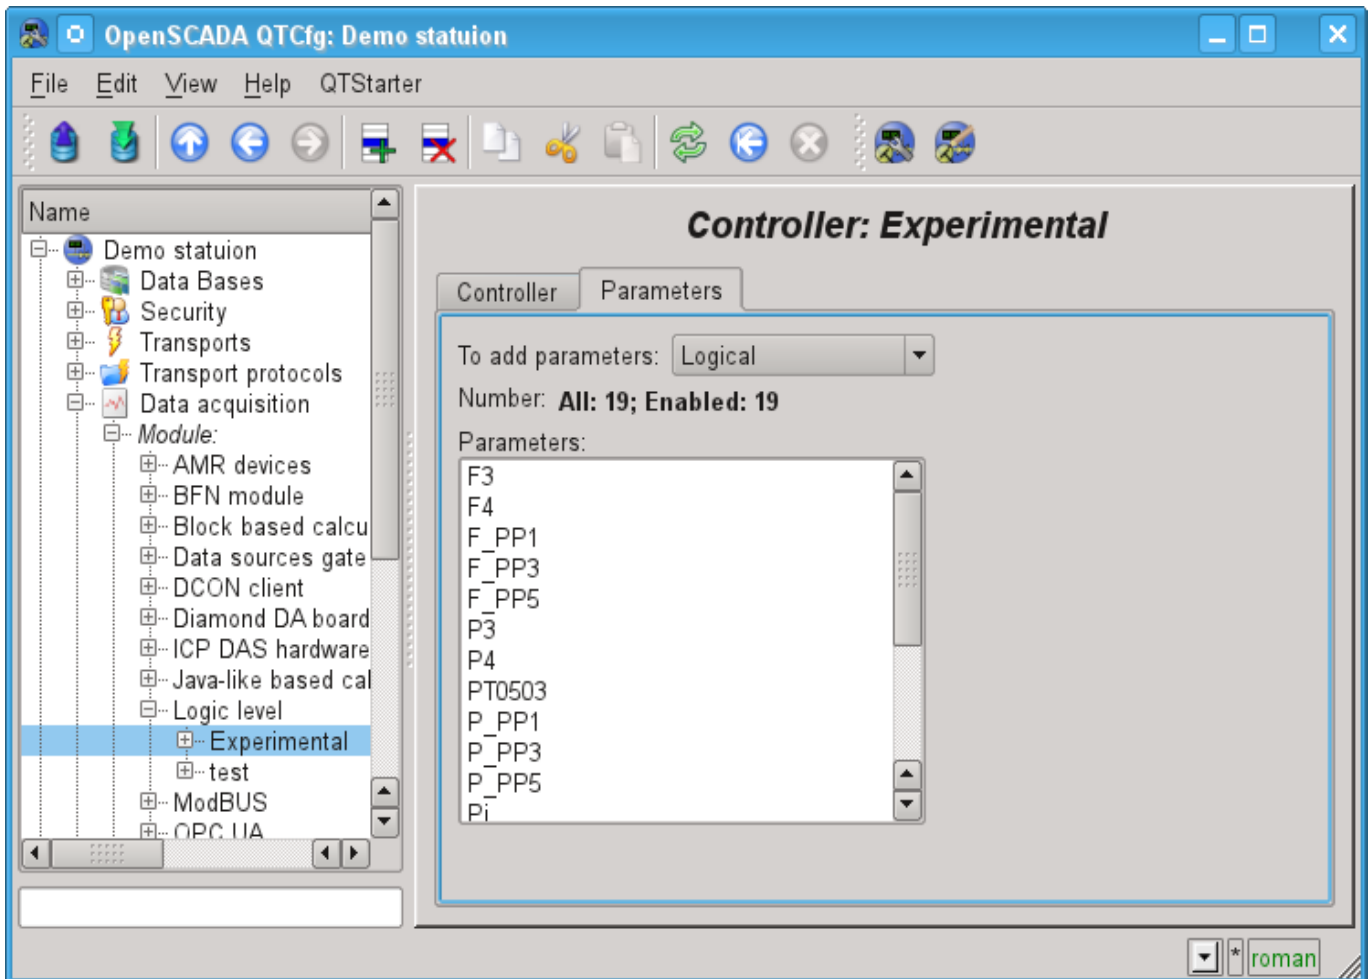 OpenSCADA QTCfg: Demo statuion
File Edit View Help QTStarter
Name
Demo statuion
Data Bases
Security
Transports
Transport protocols
Data acquisition
Module:
AMR devices
BFN module
Block based calcu
Data sources gate
DCON client
Diamond DA board
ICP DAS hardware
Java-like based cal
Logic level
Experimental
test
ModBUS
OPC UA
Controller: Experimental
Controller Parameters
To add parameters: Logical
Number: All: 19; Enabled: 19
Parameters:
F3
F4
F_PP1
F_PP3
F_PP5
P3
P4
PT0503
P_PP1
P_PP3
P_PP5
Pi
* roman